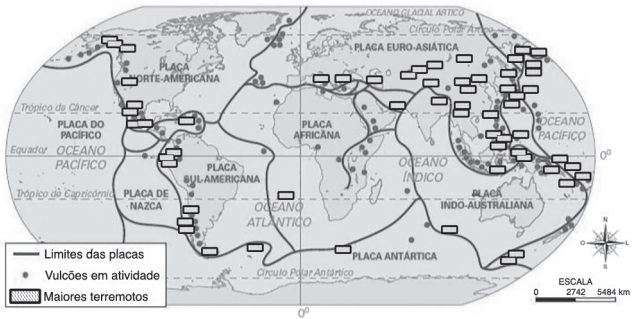 OCEANO GLACIAL ÁRTICO
Círculo Polar Ártico
PLACA EURO-ASIÁTICA
PLACA
NORTE-AMERICANA
Trópico de Câncer
PLACA DO
PACÍFICO
PLACA
AFRICANA
OCEANO
PACÍFICO
Equador
OCEANO
PACÍFICO
0º
PLACA
SUL-AMERICANA
OCEANO
ÍNDICO
Trópico de Capricórnio
PLACA DE
NAZCA
OCEANO
ATLÂNTICO
PLACA
INDO-AUSTRALIANA
PLACA ANTÁRTICA
Círculo Polar Antártico
0º
Limites das placas
Vulcões em atividade
Maiores terremotos
N
O
L
S
ESCALA
0 2742 5484 km